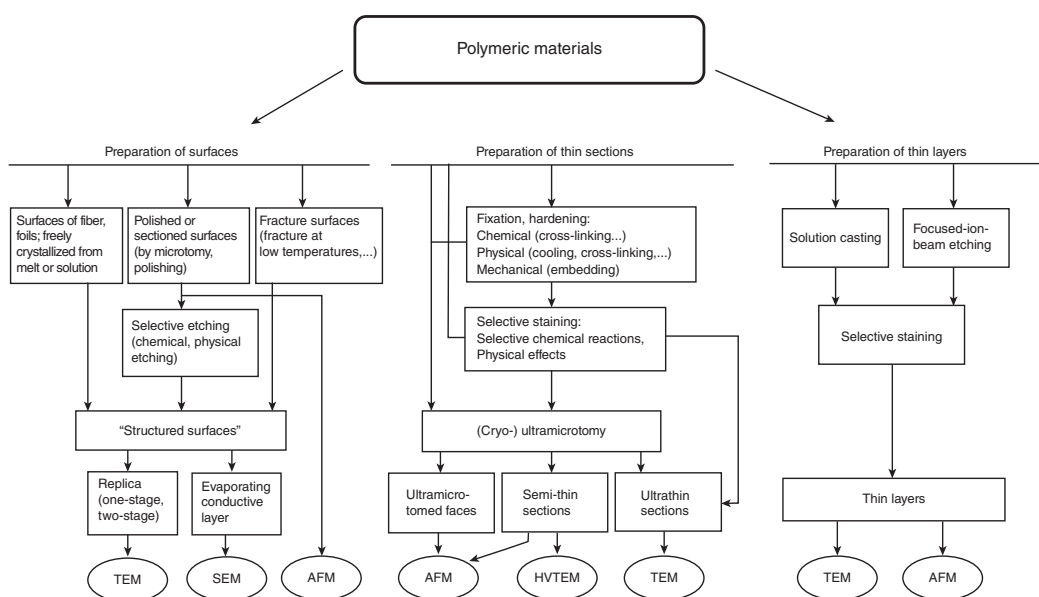 Polymeric materials
Preparation of surfaces
Preparation of thin sections
Preparation of thin layers
Surfaces of fiber,
foils; freely
crystallized from
melt or solution
Polished or
sectioned surfaces
(by microtomy,
polishing)
Fracture surfaces
(fracture at
low temperatures,...)
Selective etching
(chemical, physical
etching)
“Structured surfaces”
Replica
(one-stage,
two-stage)
Evaporating
conductive
layer
TEM
SEM
AFM
Fixation, hardening:
Chemical (cross-linking...)
Physical (cooling, cross-linking,...)
Mechanical (embedding)
Selective staining:
Selective chemical reactions,
Physical effects
(Cryo-) ultramicrotomy
Ultramicro-
tomed faces
Semi-thin
sections
Ultrathin
sections
AFM
HVTEM
TEM
Solution casting
Focused-ion-
beam etching
Selective staining
Thin layers
TEM
AFM